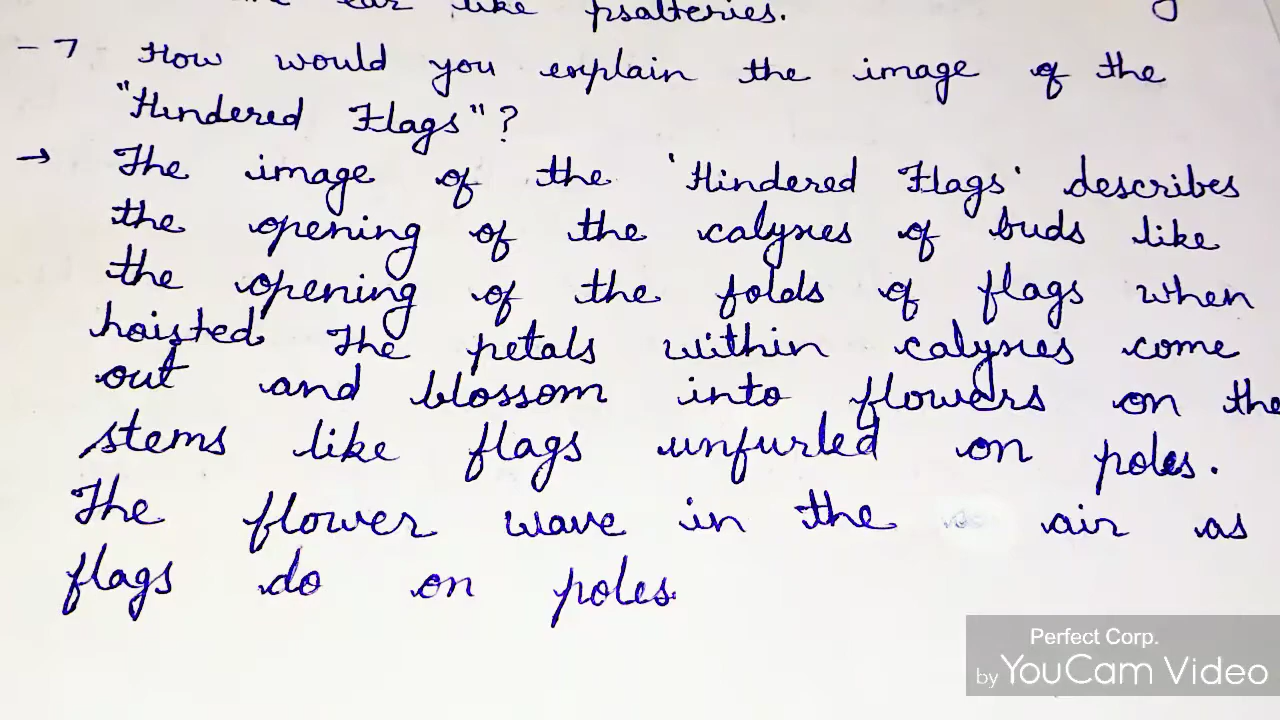 ear like psalteries.
- 7 How would you explain the image of the
"Hindered Flags"?
→ The image of the 'Hindered Flags' describes
the opening of the calyxes of buds like
the opening of the folds of flags when
hoisted. The petals within calyxes come
out and blossom into flowers on the
stems like flags unfurled on poles.
The flower wave in the air as
flags do on poles.
Perfect Corp.
by YouCam Video